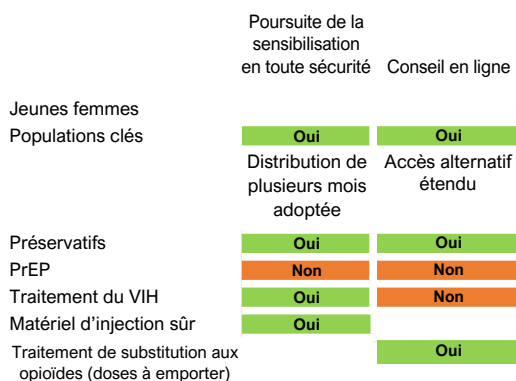 Poursuite de la
sensibilisation
en toute sécurité Conseil en ligne
Jeunes femmes
Populations clés Oui Oui
Distribution de Accès alternatif
plusieurs mois étendu
adoptée
Préservatifs Oui Oui
PrEP Non Non
Traitement du VIH Oui Non
Matériel d’injection sûr Oui
Traitement de substitution aux
opioïdes (doses à emporter) Oui